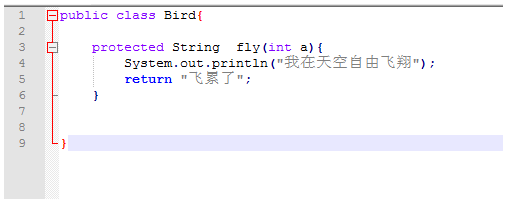 1 public class Bird{
2
3 protected String fly(int a){
4 System.out.println("我在天空自由飞翔");
5 return "飞累了";
6 }
7
8
9 }